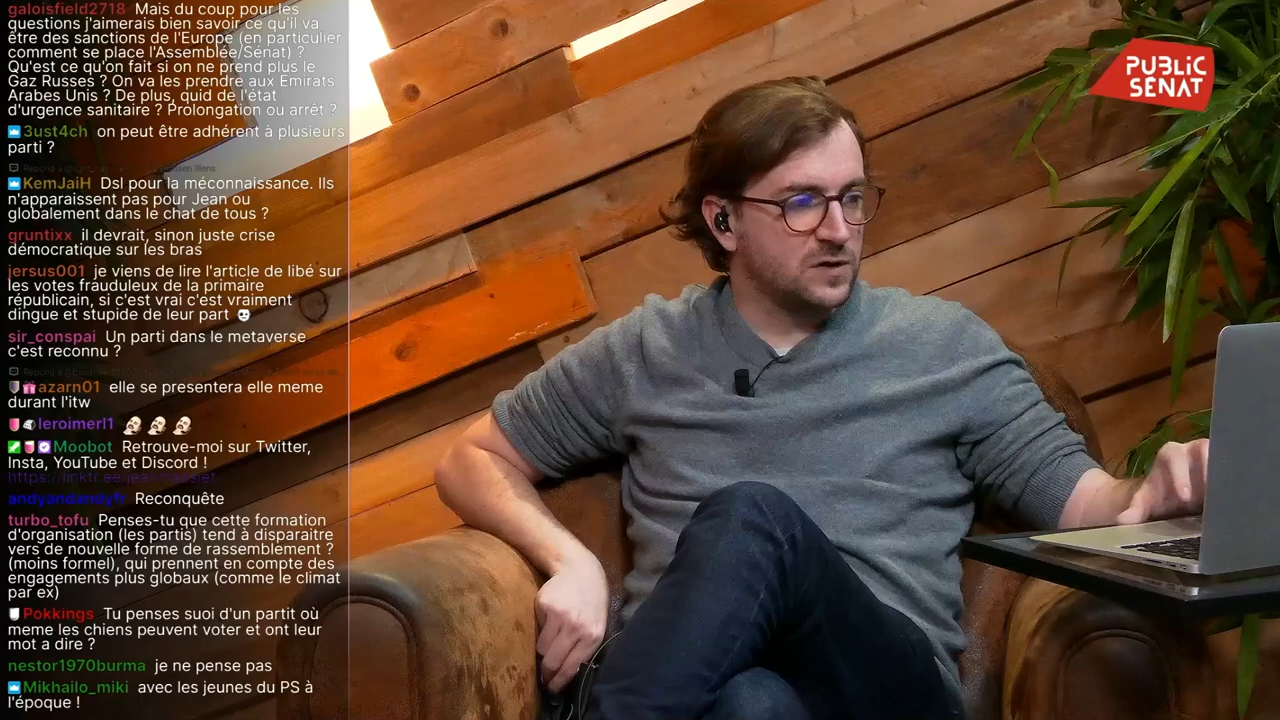 galoisfield2718 Mais du coup pour les
questions j'aimerais bien savoir ce qu'il va
être des sanctions de l'Europe (en particulier
comment se place l'Assemblée/Sénat) ?
Qu'est ce qu'on fait si on ne prend plus le
Gaz Russes ? On va les prendre aux Emirats
Arabes Unis ? De plus, quid de l'état
d'urgence sanitaire ? Prolongation ou arrêt ?
3ust4ch on peut être adhérent à plusieurs
parti ?
KemJaiH Dsl pour la méconnaissance. Ils
n'apparaissent pas pour Jean ou
globalement dans le chat de tous ?
gruntixx il devrait, sinon juste crise
démocratique sur les bras
jersus001 je viens de lire l'article de libé sur
les votes frauduleux de la primaire
républicain, si c'est vrai c'est vraiment
dingue et stupide de leur part
sir_conspai Un parti dans le metaverse
c'est reconnu ?
azarn01 elle se presentera elle meme
durant l'itw
leroimerl1
Moobot Retrouve-moi sur Twitter,
Insta, YouTube et Discord !
https://linktr.ee/jeanmassiet
andyandandyfr Reconquête
turbo_tofu Penses-tu que cette formation
d'organisation (les partis) tend à disparaitre
vers de nouvelle forme de rassemblement ?
(moins formel), qui prennent en compte des
engagements plus globaux (comme le climat
par ex)
Pokkings Tu penses suoi d'un partit où
meme les chiens peuvent voter et ont leur
mot a dire ?
nestor1970burma je ne pense pas
Mikhailo_miki avec les jeunes du PS à
l'époque !
PUBLIC
SÉNAT